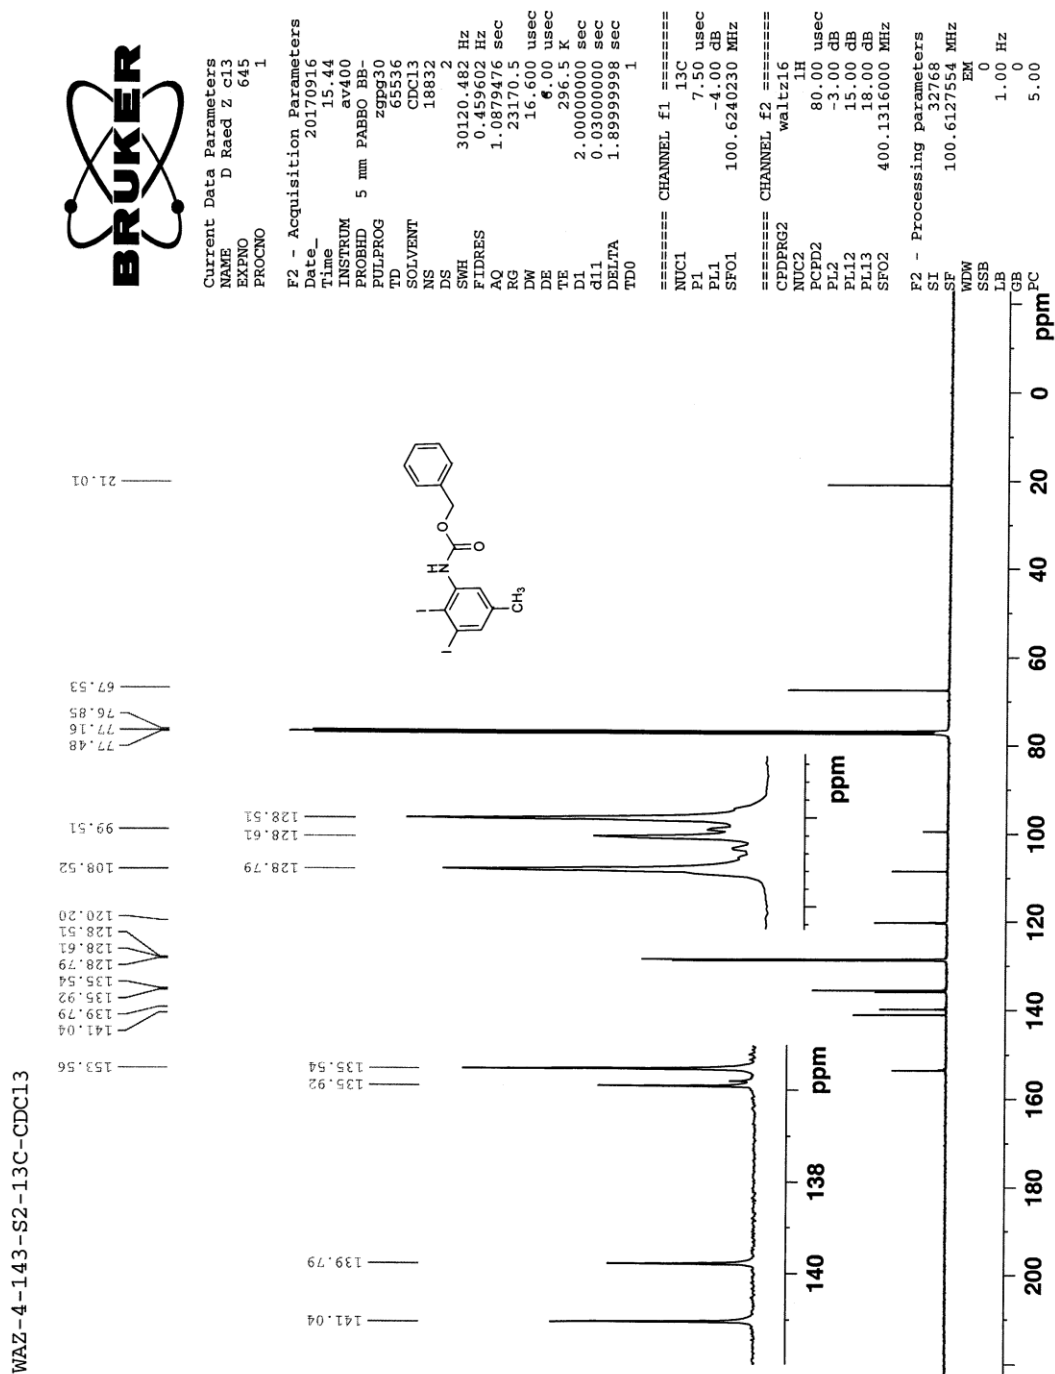 WAZ-4-143-S2-13C-CDCl3
153.56
141.04
139.79
135.92
135.54
128.79
128.61
128.51
120.20
108.52
99.51
77.48
77.16
76.85
67.53
21.01
141.04
139.79
135.92
135.54
128.79
128.61
128.51
140 138 ppm
ppm
I
I
H
N
O
O
CH3
200 180 160 140 120 100 80 60 40 20 0 ppm
BRUKER
Current Data Parameters
NAME D Raed Z c13
EXPNO 645
PROCNO 1
F2 - Acquisition Parameters
Date_ 20170916
Time 15.44
INSTRUM av400
PROBHD 5 mm PABBO BB-
PULPROG zgpg30
TD 65536
SOLVENT CDCl3
NS 18832
DS 2
SWH 30120.482 Hz
FIDRES 0.459602 Hz
AQ 1.0879476 sec
RG 23170.5
DW 16.600 usec
DE 6.00 usec
TE 296.5 K
D1 2.00000000 sec
d11 0.03000000 sec
DELTA 1.89999998 sec
TD0 1
======== CHANNEL f1 ========
NUC1 13C
P1 7.50 usec
PL1 -4.00 dB
SFO1 100.6240230 MHz
======== CHANNEL f2 ========
CPDPRG2 waltz16
NUC2 1H
PCPD2 80.00 usec
PL2 -3.00 dB
PL12 15.00 dB
PL13 18.00 dB
SFO2 400.1316000 MHz
F2 - Processing parameters
SI 32768
SF 100.6127554 MHz
WDW EM
SSB 0
LB 1.00 Hz
GB 0
PC 5.00